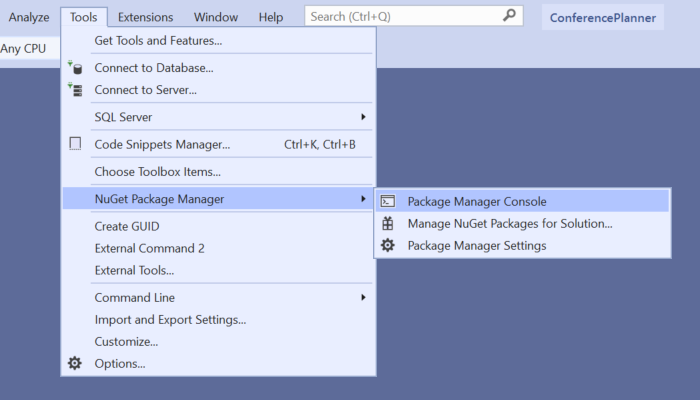 Analyze Tools Extensions Window Help Search (Ctrl+Q) ConferencePlanner
Any CPU
Get Tools and Features...
Connect to Database...
Connect to Server...
SQL Server
Code Snippets Manager... Ctrl+K, Ctrl+B
Choose Toolbox Items...
NuGet Package Manager
Package Manager Console
Manage NuGet Packages for Solution...
Package Manager Settings
Create GUID
External Command 2
External Tools...
Command Line
Import and Export Settings...
Customize...
Options...